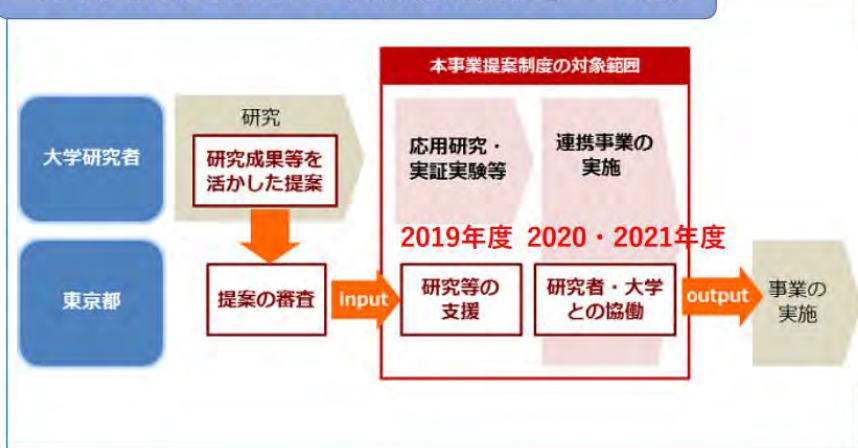 本事業提案制度の対象範囲
大学研究者
研究
研究成果等を
活かした提案
応用研究・
実証実験等
連携事業の
実施
2019年度
2020・2021年度
東京都
提案の審査
input
研究等の
支援
研究者・大学
との協働
output
事業の
実施